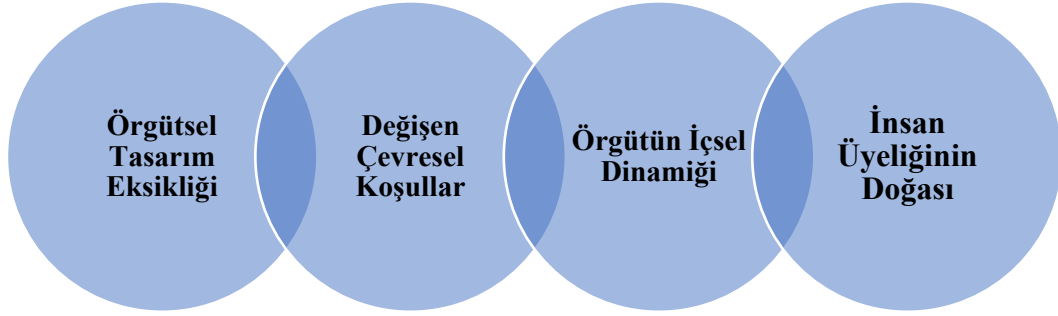 Örgütsel
Tasarım
Eksikliği
Değişen
Çevresel
Koşullar
Örgütün İçsel
Dinamiği
İnsan
Üyeliğinin
Doğası